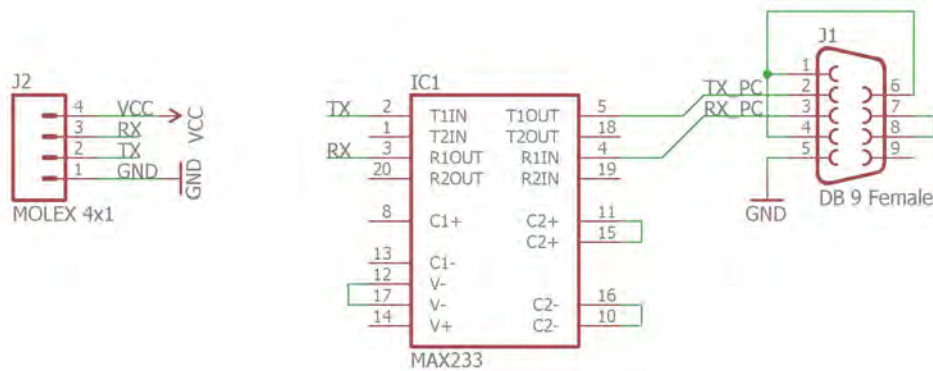 J2
4 VCC
3 RX
2 TX
1 GND
VCC
GND
MOLEX 4x1
IC1
TX 2 T1IN T1OUT 5 TX_PC
1 T2IN T2OUT 18
RX 3 R1OUT R1IN 4 RX_PC
20 R2OUT R2IN 19
8 C1+ C2+ 11
C2+ 15
13 C1-
12 V-
17 V- C2- 16
14 V+ C2- 10
MAX233
J1
1
2 6
3 7
4 8
5 9
GND
DB 9 Female